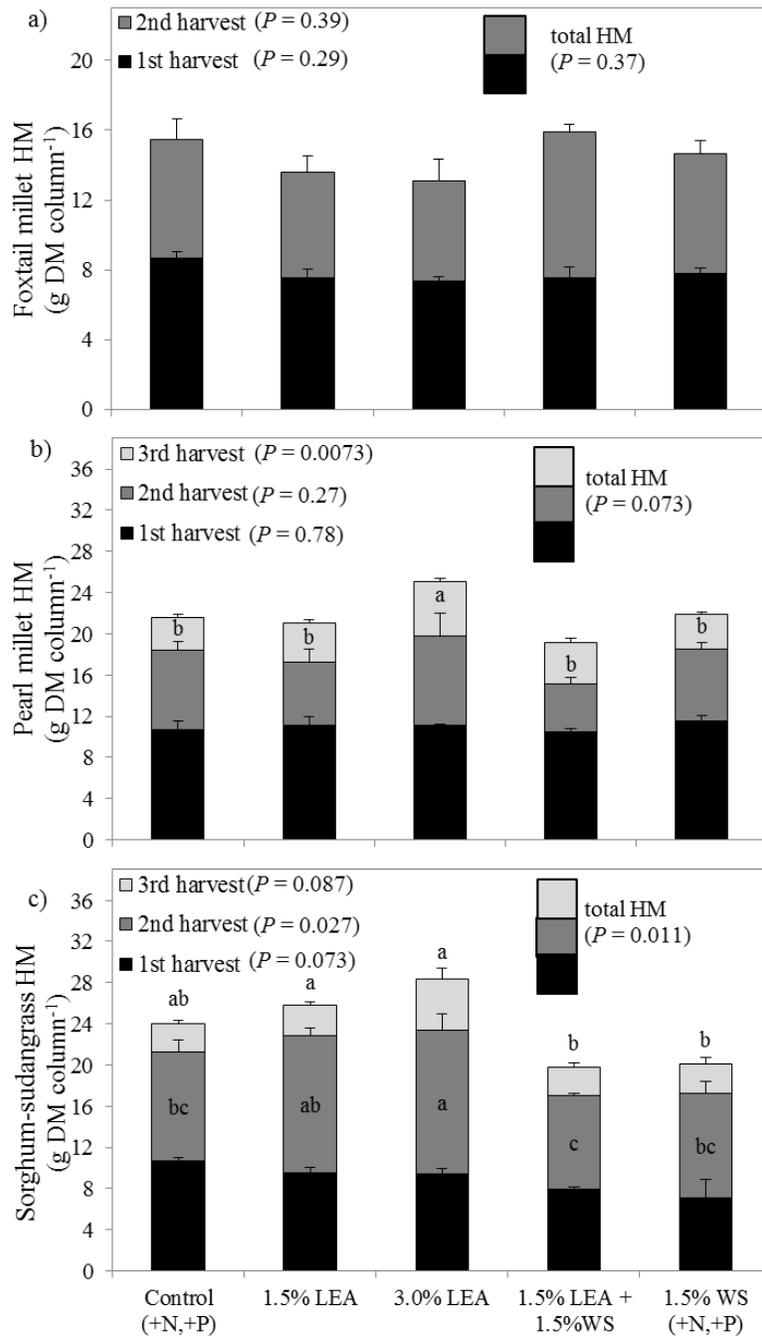 a)
2nd harvest (P = 0.39)
1st harvest (P = 0.29)
total HM
(P = 0.37)
Foxtail millet HM
(g DM column⁻¹)
20
16
12
8
4
0
b)
3rd harvest (P = 0.0073)
2nd harvest (P = 0.27)
1st harvest (P = 0.78)
total HM
(P = 0.073)
Pearl millet HM
(g DM column⁻¹)
36
32
28
24
20
16
12
8
4
0
b b a b b
c)
3rd harvest (P = 0.087)
2nd harvest (P = 0.027)
1st harvest (P = 0.073)
total HM
(P = 0.011)
Sorghum-sudangrass HM
(g DM column⁻¹)
36
32
28
24
20
16
12
8
4
0
ab a a b b
bc ab a c bc
Control
(+N,+P)
1.5% LEA
3.0% LEA
1.5% LEA +
1.5%WS
1.5% WS
(+N,+P)